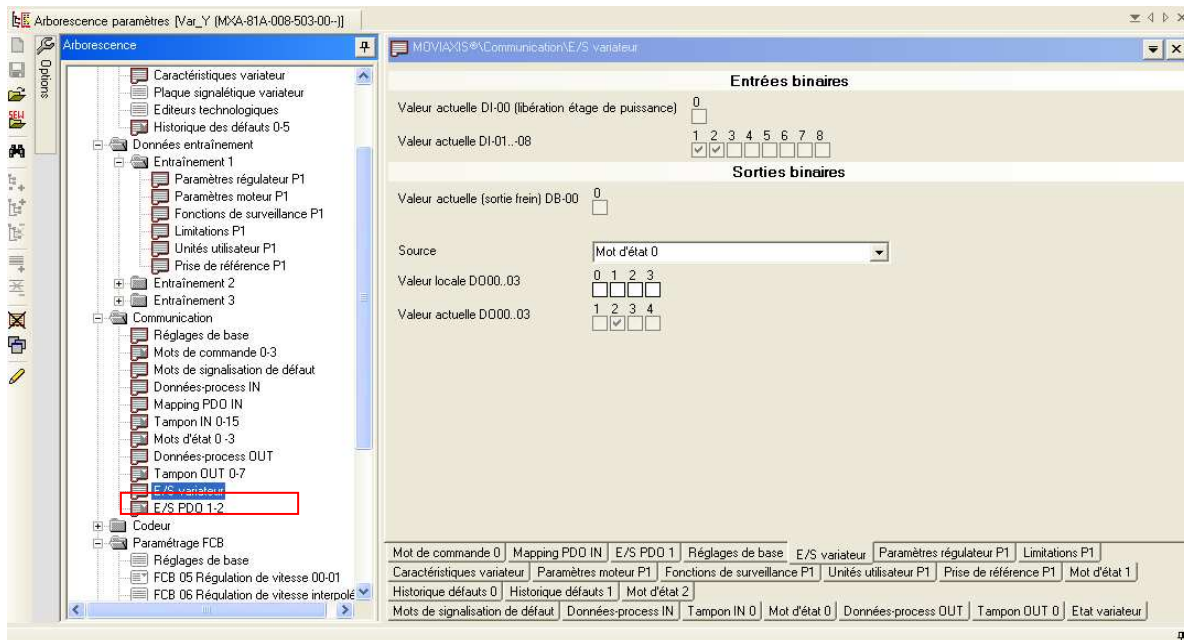 Arborescence paramètres [Var_Y (MXA-81A-008-503-00--)]
Options
SEW
Arborescence
Caractéristiques variateur
Plaque signalétique variateur
Editeurs technologiques
Historique des défauts 0-5
Données entraînement
Entraînement 1
Paramètres régulateur P1
Paramètres moteur P1
Fonctions de surveillance P1
Limitations P1
Unités utilisateur P1
Prise de référence P1
Entraînement 2
Entraînement 3
Communication
Réglages de base
Mots de commande 0-3
Mots de signalisation de défaut
Données-process IN
Mapping PDO IN
Tampon IN 0-15
Mots d'état 0 -3
Données-process OUT
Tampon OUT 0-7
E/S variateur
E/S PDO 1-2
Codeur
Paramétrage FCB
Réglages de base
FCB 05 Régulation de vitesse 00-01
FCB 06 Régulation de vitesse interpolé
MOVIAXIS®\Communication\E/S variateur
Entrées binaires
Valeur actuelle DI-00 (libération étage de puissance) 0
Valeur actuelle DI-01..-08 1 2 3 4 5 6 7 8
Sorties binaires
Valeur actuelle (sortie frein) DB-00 0
Source Mot d'état 0
Valeur locale DO00..03 0 1 2 3
Valeur actuelle DO00..03 1 2 3 4
Mot de commande 0 Mapping PDO IN E/S PDO 1 Réglages de base E/S variateur Paramètres régulateur P1 Limitations P1
Caractéristiques variateur Paramètres moteur P1 Fonctions de surveillance P1 Unités utilisateur P1 Prise de référence P1 Mot d'état 1
Historique défauts 0 Historique défauts 1 Mot d'état 2
Mots de signalisation de défaut Données-process IN Tampon IN 0 Mot d'état 0 Données-process OUT Tampon OUT 0 Etat variateur